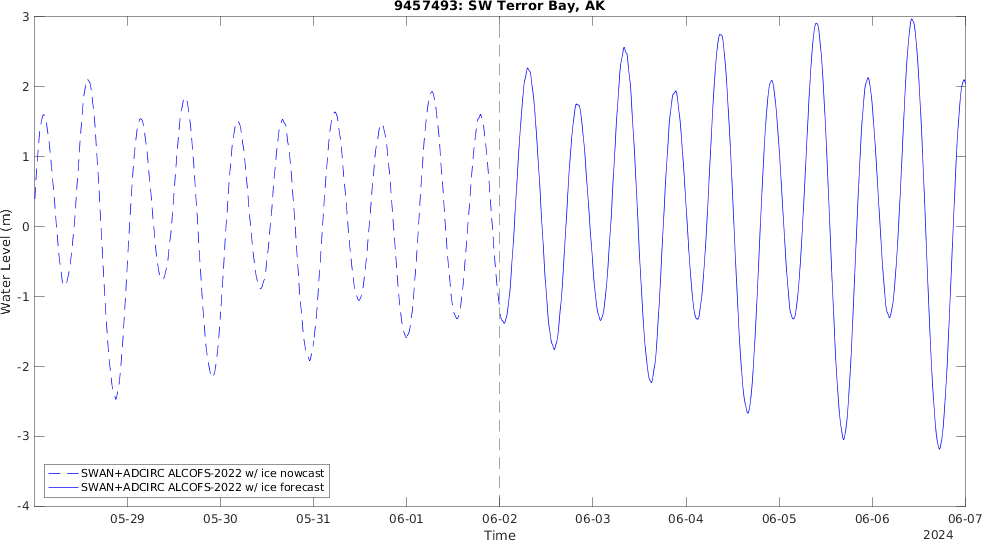 9457493: SW Terror Bay, AK
3
2
1
0
-1
-2
-3
-4
Water Level (m)
SWAN+ADCIRC ALCOFS-2022 w/ ice nowcast
SWAN+ADCIRC ALCOFS-2022 w/ ice forecast
05-29 05-30 05-31 06-01 06-02 06-03 06-04 06-05 06-06 06-07
Time
2024